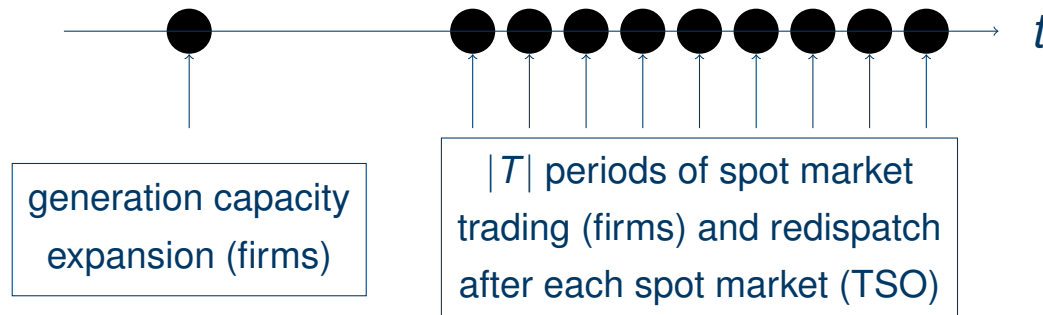 t
generation capacity
expansion (firms)
|T| periods of spot market
trading (firms) and redispatch
after each spot market (TSO)